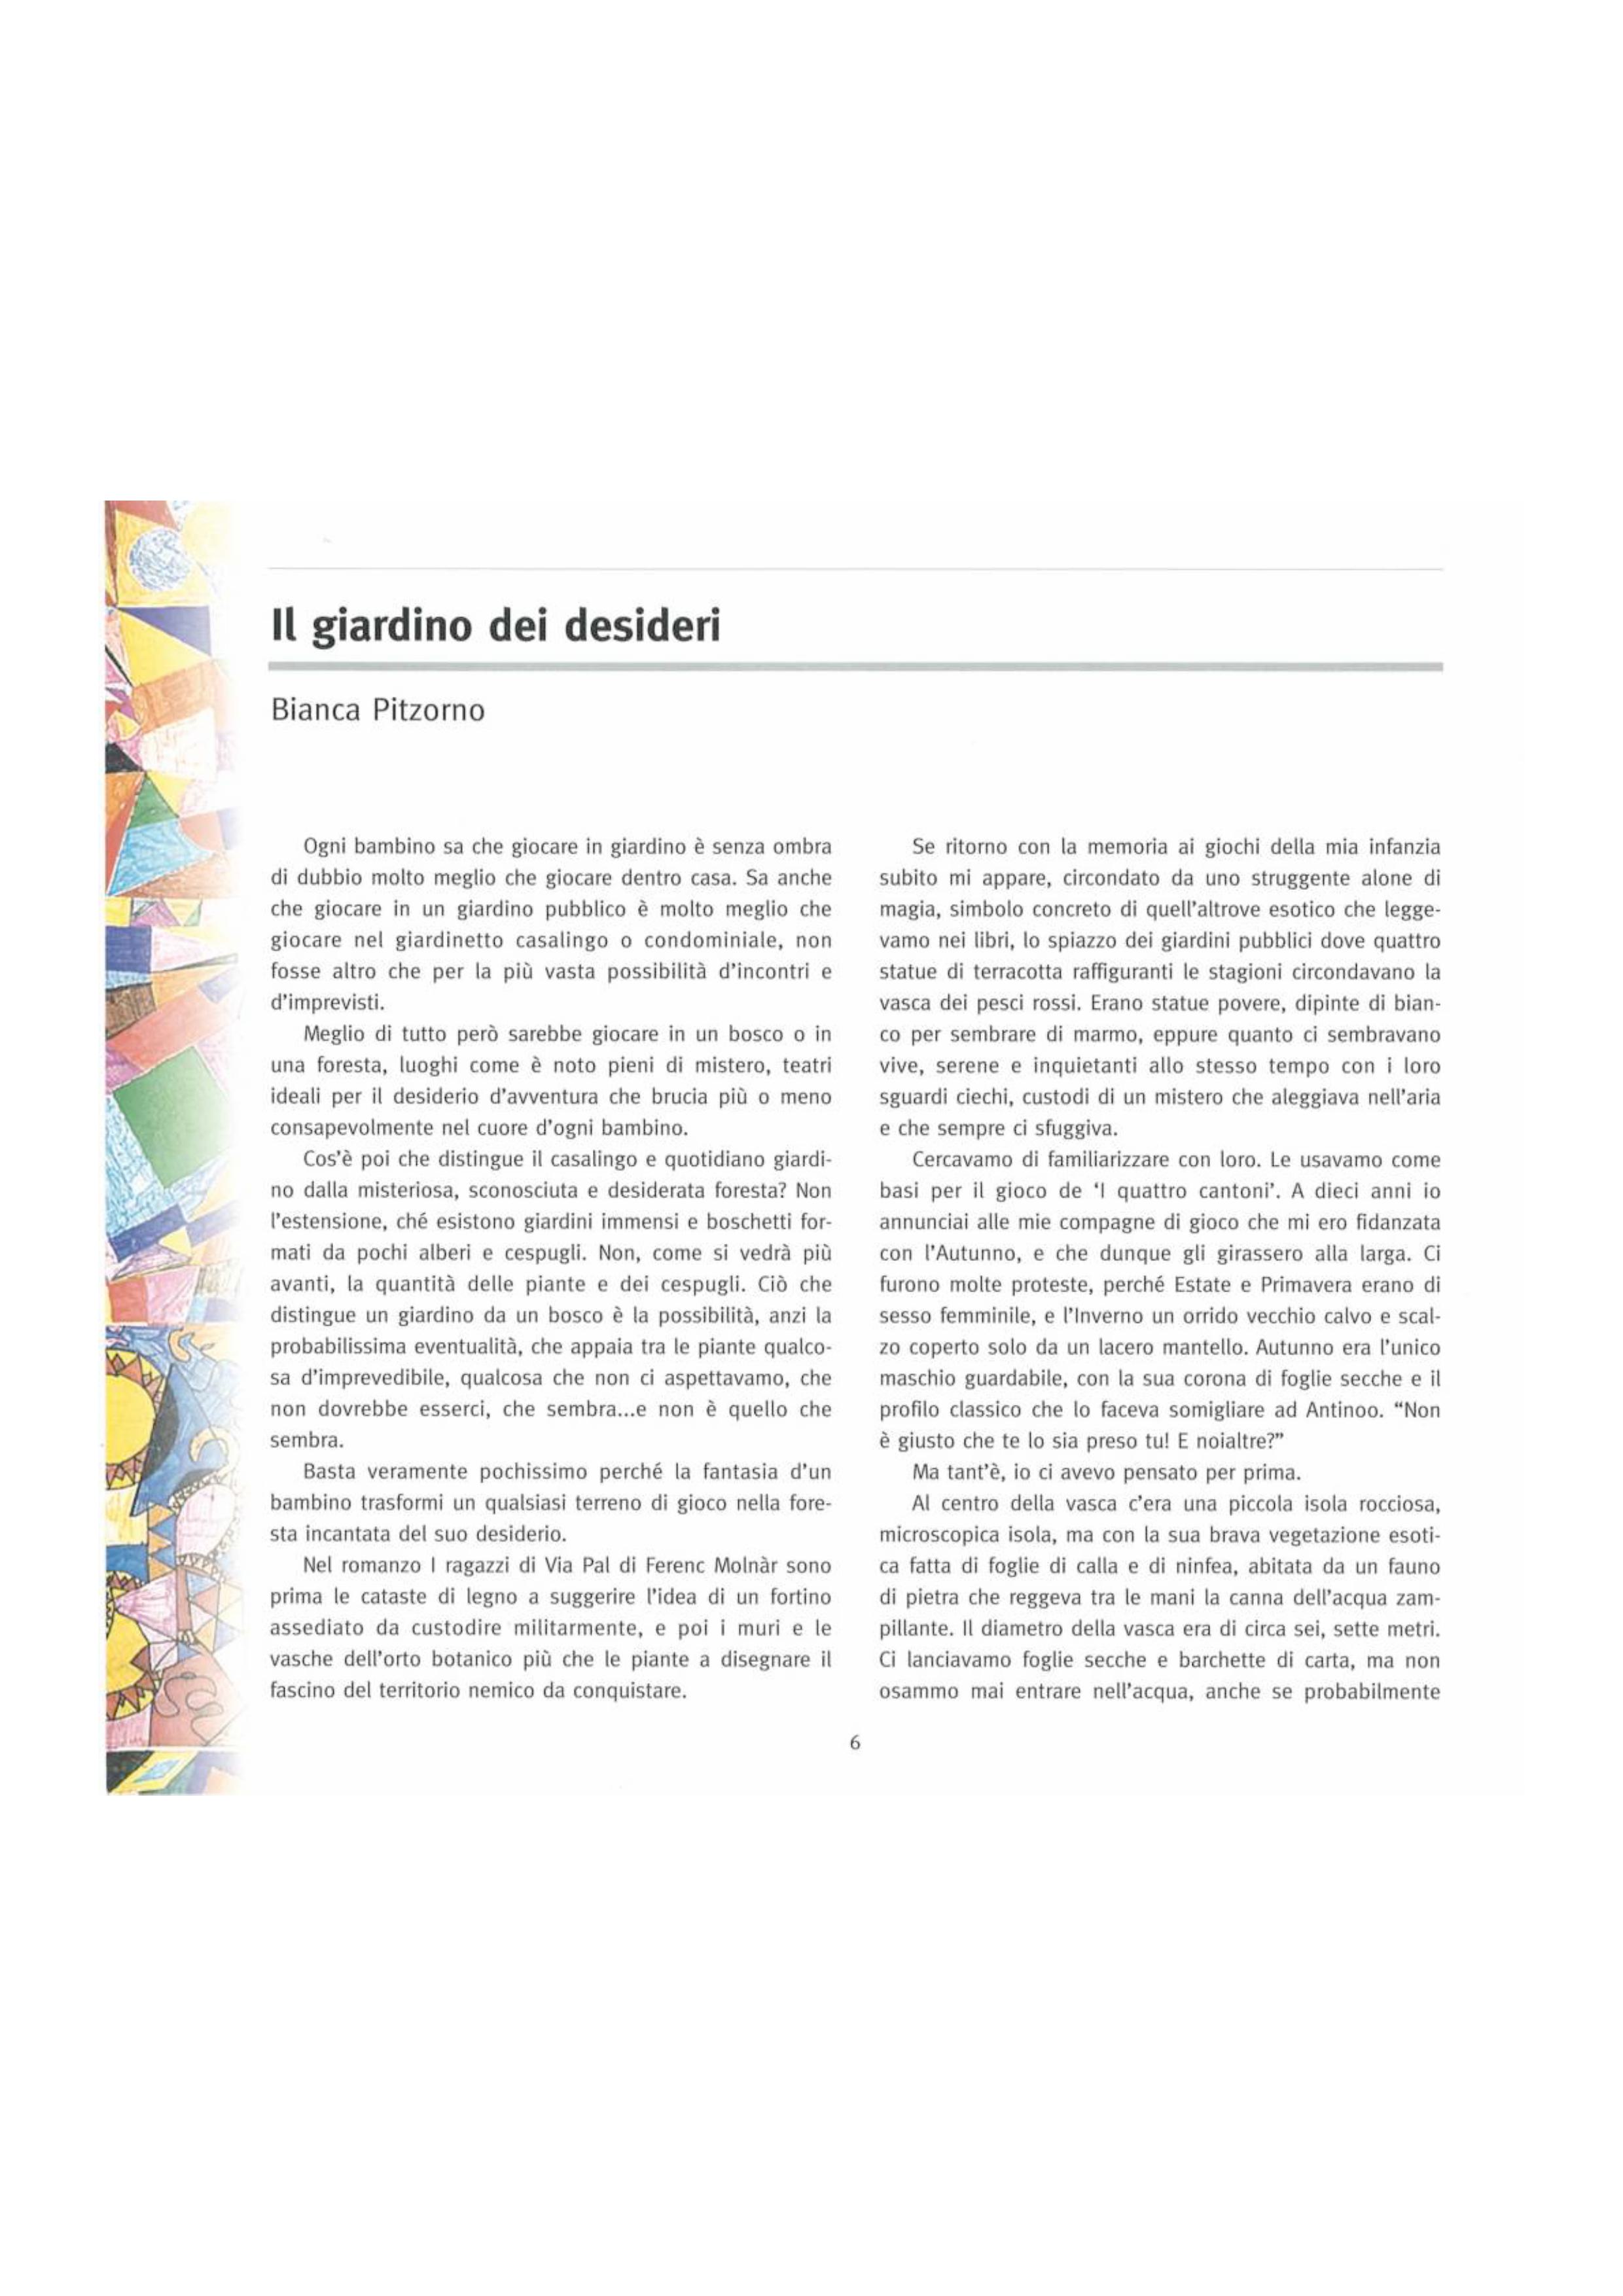 Il giardino dei desideri
Bianca Pitzorno
Ogni bambino sa che giocare in giardino è senza ombra
di dubbio molto meglio che giocare dentro casa. Sa anche
che giocare in un giardino pubblico è molto meglio che
giocare nel giardinetto casalingo o condominiale, non
fosse altro che per la più vasta possibilità d'incontri e
d'imprevisti.
Meglio di tutto però sarebbe giocare in un bosco o in
una foresta, luoghi come è noto pieni di mistero, teatri
ideali per il desiderio d'avventura che brucia più o meno
consapevolmente nel cuore d'ogni bambino.
Cos'è poi che distingue il casalingo e quotidiano giardi-
no dalla misteriosa, sconosciuta e desiderata foresta? Non
l'estensione, ché esistono giardini immensi e boschetti for-
mati da pochi alberi e cespugli. Non, come si vedrà più
avanti, la quantità delle piante e dei cespugli. Ciò che
distingue un giardino da un bosco è la possibilità, anzi la
probabilissima eventualità, che appaia tra le piante qualco-
sa d'imprevedibile, qualcosa che non ci aspettavamo, che
non dovrebbe esserci, che sembra...e non è quello che
sembra.
Basta veramente pochissimo perché la fantasia d'un
bambino trasformi un qualsiasi terreno di gioco nella fore-
sta incantata del suo desiderio.
Nel romanzo I ragazzi di Via Pal di Ferenc Molnàr sono
prima le cataste di legno a suggerire l'idea di un fortino
assediato da custodire militarmente, e poi i muri e le
vasche dell'orto botanico più che le piante a disegnare il
fascino del territorio nemico da conquistare.
Se ritorno con la memoria ai giochi della mia infanzia
subito mi appare, circondato da uno struggente alone di
magia, simbolo concreto di quell'altrove esotico che legge-
vamo nei libri, lo spiazzo dei giardini pubblici dove quattro
statue di terracotta raffiguranti le stagioni circondavano la
vasca dei pesci rossi. Erano statue povere, dipinte di bian-
co per sembrare di marmo, eppure quanto ci sembravano
vive, serene e inquietanti allo stesso tempo con i loro
sguardi ciechi, custodi di un mistero che aleggiava nell'aria
e che sempre ci sfuggiva.
Cercavamo di familiarizzare con loro. Le usavamo come
basi per il gioco de 'I quattro cantoni'. A dieci anni io
annunciai alle mie compagne di gioco che mi ero fidanzata
con l'Autunno, e che dunque gli girassero alla larga. Ci
furono molte proteste, perché Estate e Primavera erano di
sesso femminile, e l'Inverno un orrido vecchio calvo e scal-
zo coperto solo da un lacero mantello. Autunno era l'unico
maschio guardabile, con la sua corona di foglie secche e il
profilo classico che lo faceva somigliare ad Antinoo. "Non
è giusto che te lo sia preso tu! E noialtre?"
Ma tant'è, io ci avevo pensato per prima.
Al centro della vasca c'era una piccola isola rocciosa,
microscopica isola, ma con la sua brava vegetazione esoti-
ca fatta di foglie di calla e di ninfea, abitata da un fauno
di pietra che reggeva tra le mani la canna dell'acqua zam-
pillante. Il diametro della vasca era di circa sei, sette metri.
Ci lanciavamo foglie secche e barchette di carta, ma non
osammo mai entrare nell'acqua, anche se probabilmente
6